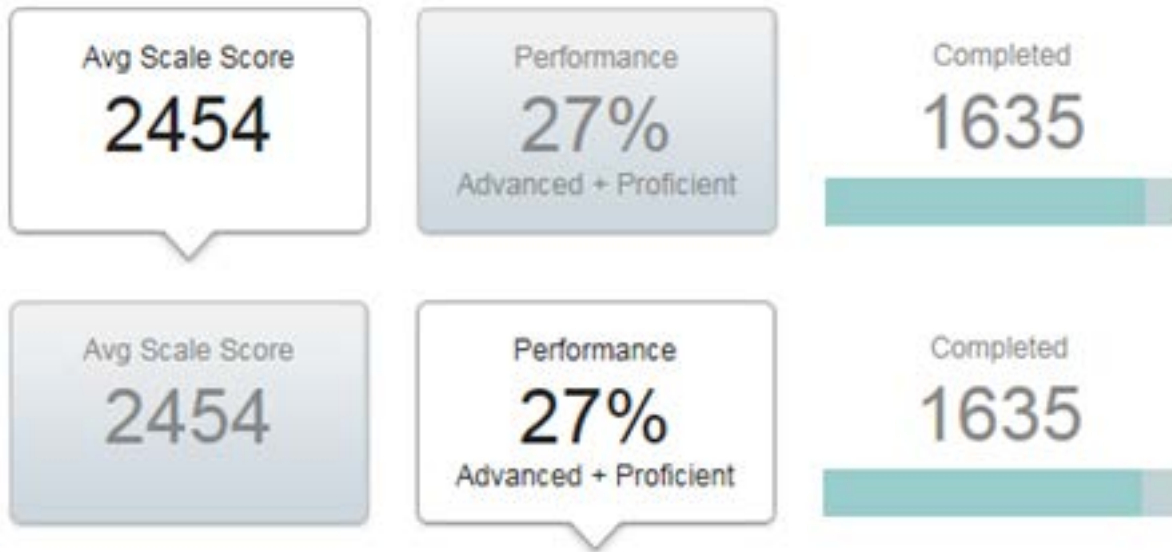 Avg Scale Score
2454
Performance
27%
Advanced + Proficient
Completed
1635
Avg Scale Score
2454
Performance
27%
Advanced + Proficient
Completed
1635